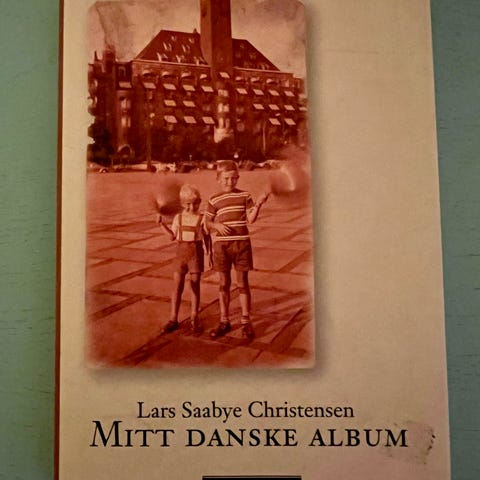 Lars Saabye Christensen
MITT DANSKE ALBUM